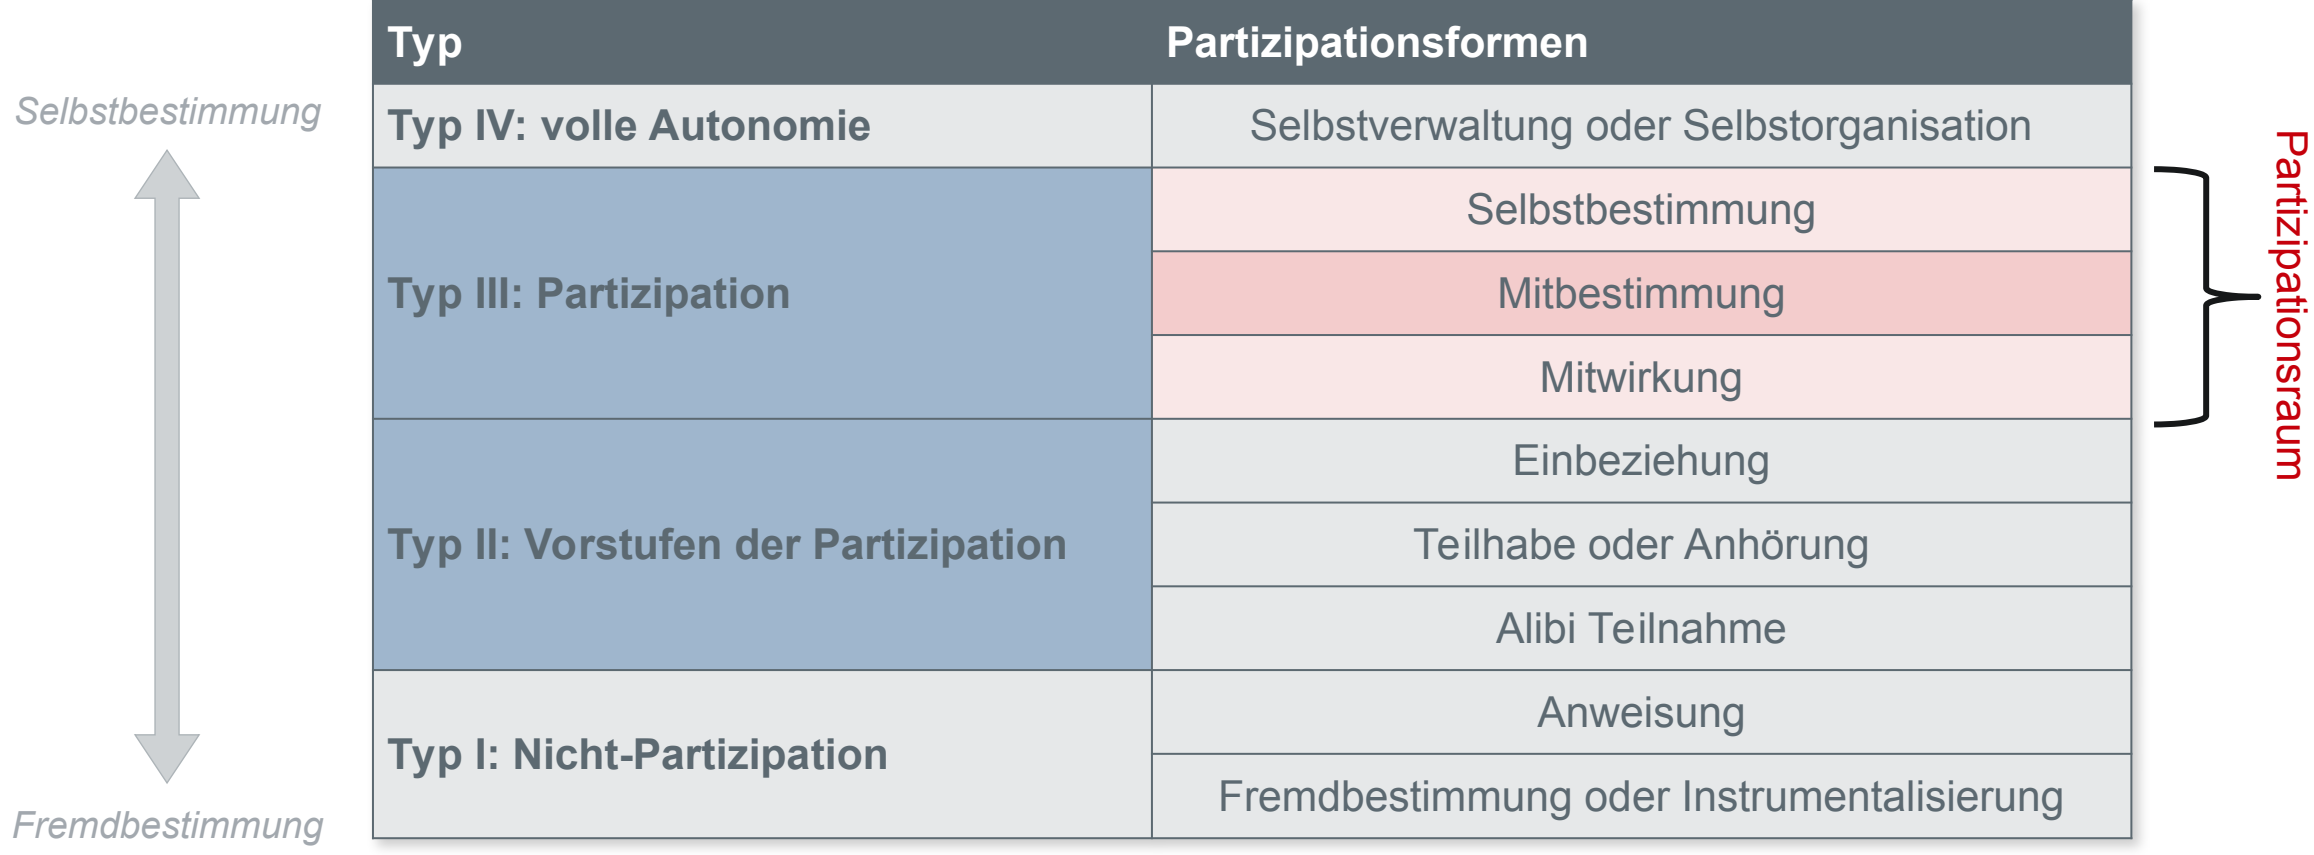 Typ
Partizipationsformen
Selbstbestimmung
Typ IV: volle Autonomie
Selbstverwaltung oder Selbstorganisation
Typ III: Partizipation
Selbstbestimmung
Mitbestimmung
Mitwirkung
Partizipationsraum
Typ II: Vorstufen der Partizipation
Einbeziehung
Teilhabe oder Anhörung
Alibi Teilnahme
Typ I: Nicht-Partizipation
Anweisung
Fremdbestimmung oder Instrumentalisierung
Fremdbestimmung